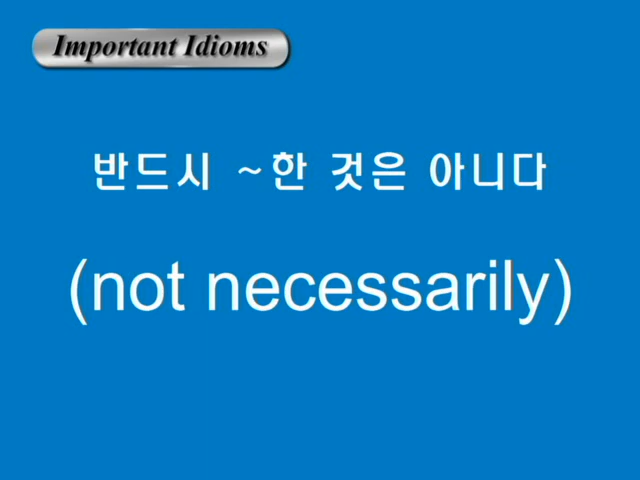 Important Idioms
반드시 ~한 것은 아니다
(not necessarily)